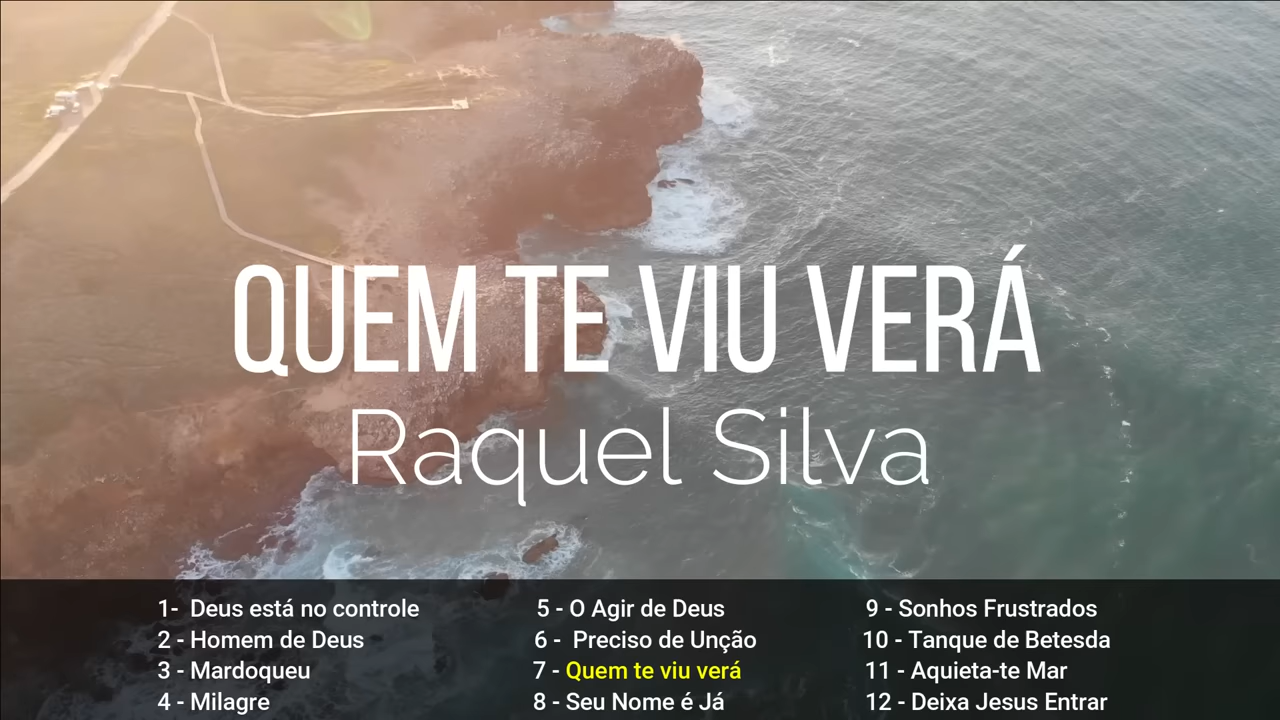 QUEM TE VIU VERÁ
Raquel Silva
1- Deus está no controle
2 - Homem de Deus
3 - Mardoqueu
4 - Milagre
5 - O Agir de Deus
6 - Preciso de Unção
7 - Quem te viu verá
8 - Seu Nome é Já
9 - Sonhos Frustrados
10 - Tanque de Betesda
11 - Aquieta-te Mar
12 - Deixa Jesus Entrar